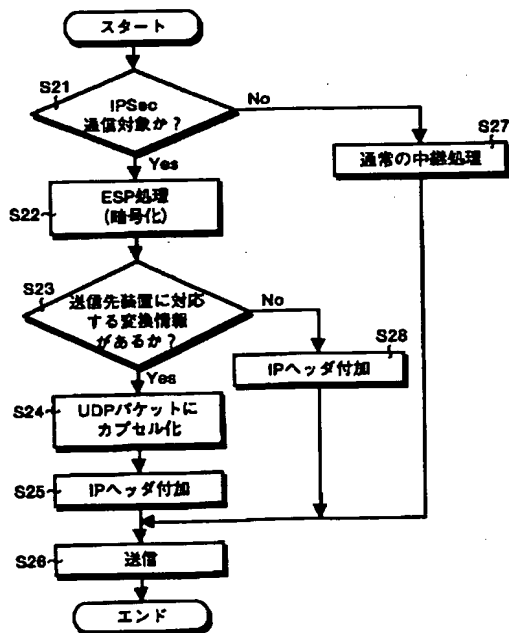 スタート
S21
IPSec
通信対象か?
No
S27
通常の中継処理
Yes
ESP処理
(暗号化)
S22
S23
送信先装置に対応
する変換情報
があるか?
No
S28
IPヘッダ付加
Yes
S24
UDPパケットに
カプセル化
S25
IPヘッダ付加
S26
送信
エンド